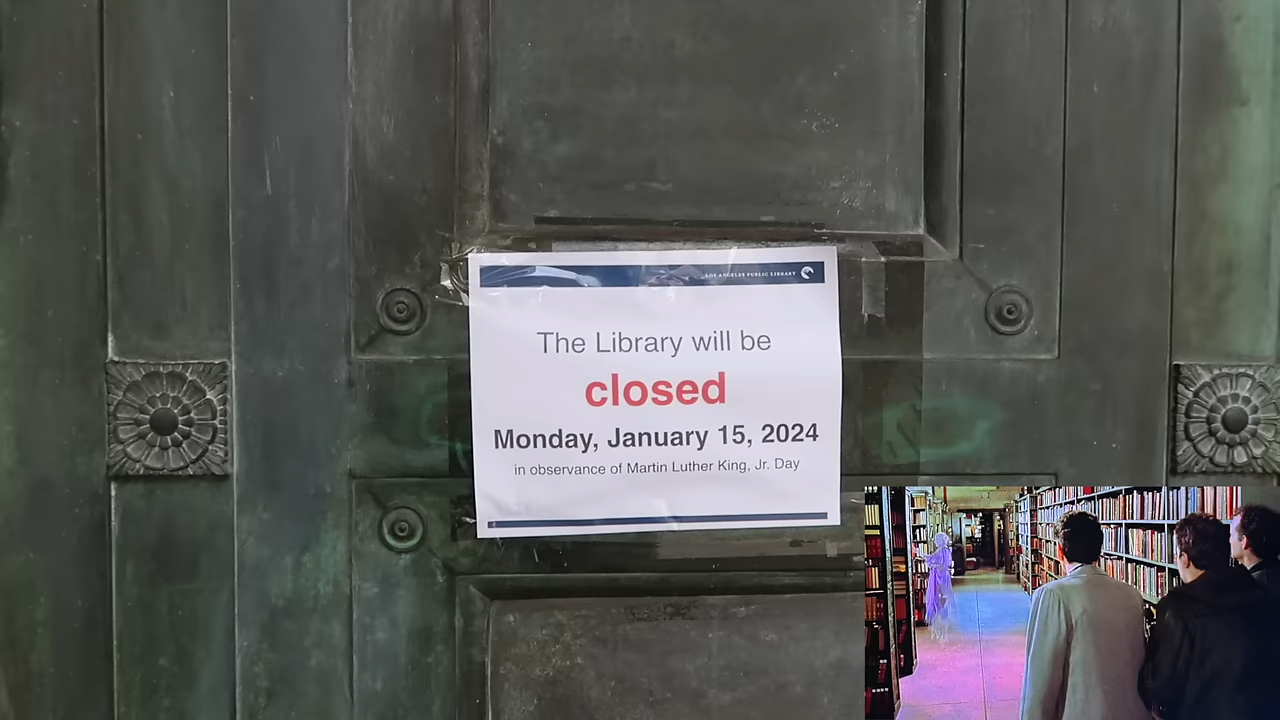 LOS ANGELES PUBLIC LIBRARY
The Library will be
closed
Monday, January 15, 2024
in observance of Martin Luther King, Jr. Day